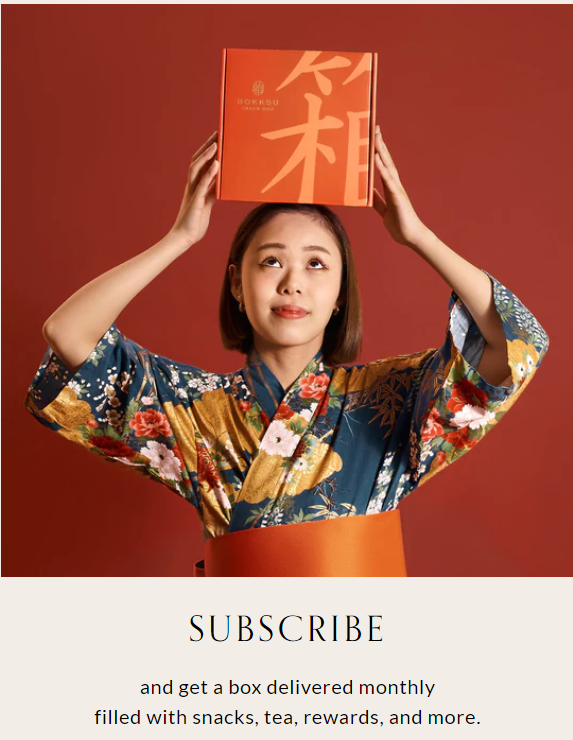 箱
BOKKSU
SNACK BOX
SUBSCRIBE
and get a box delivered monthly
filled with snacks, tea, rewards, and more.